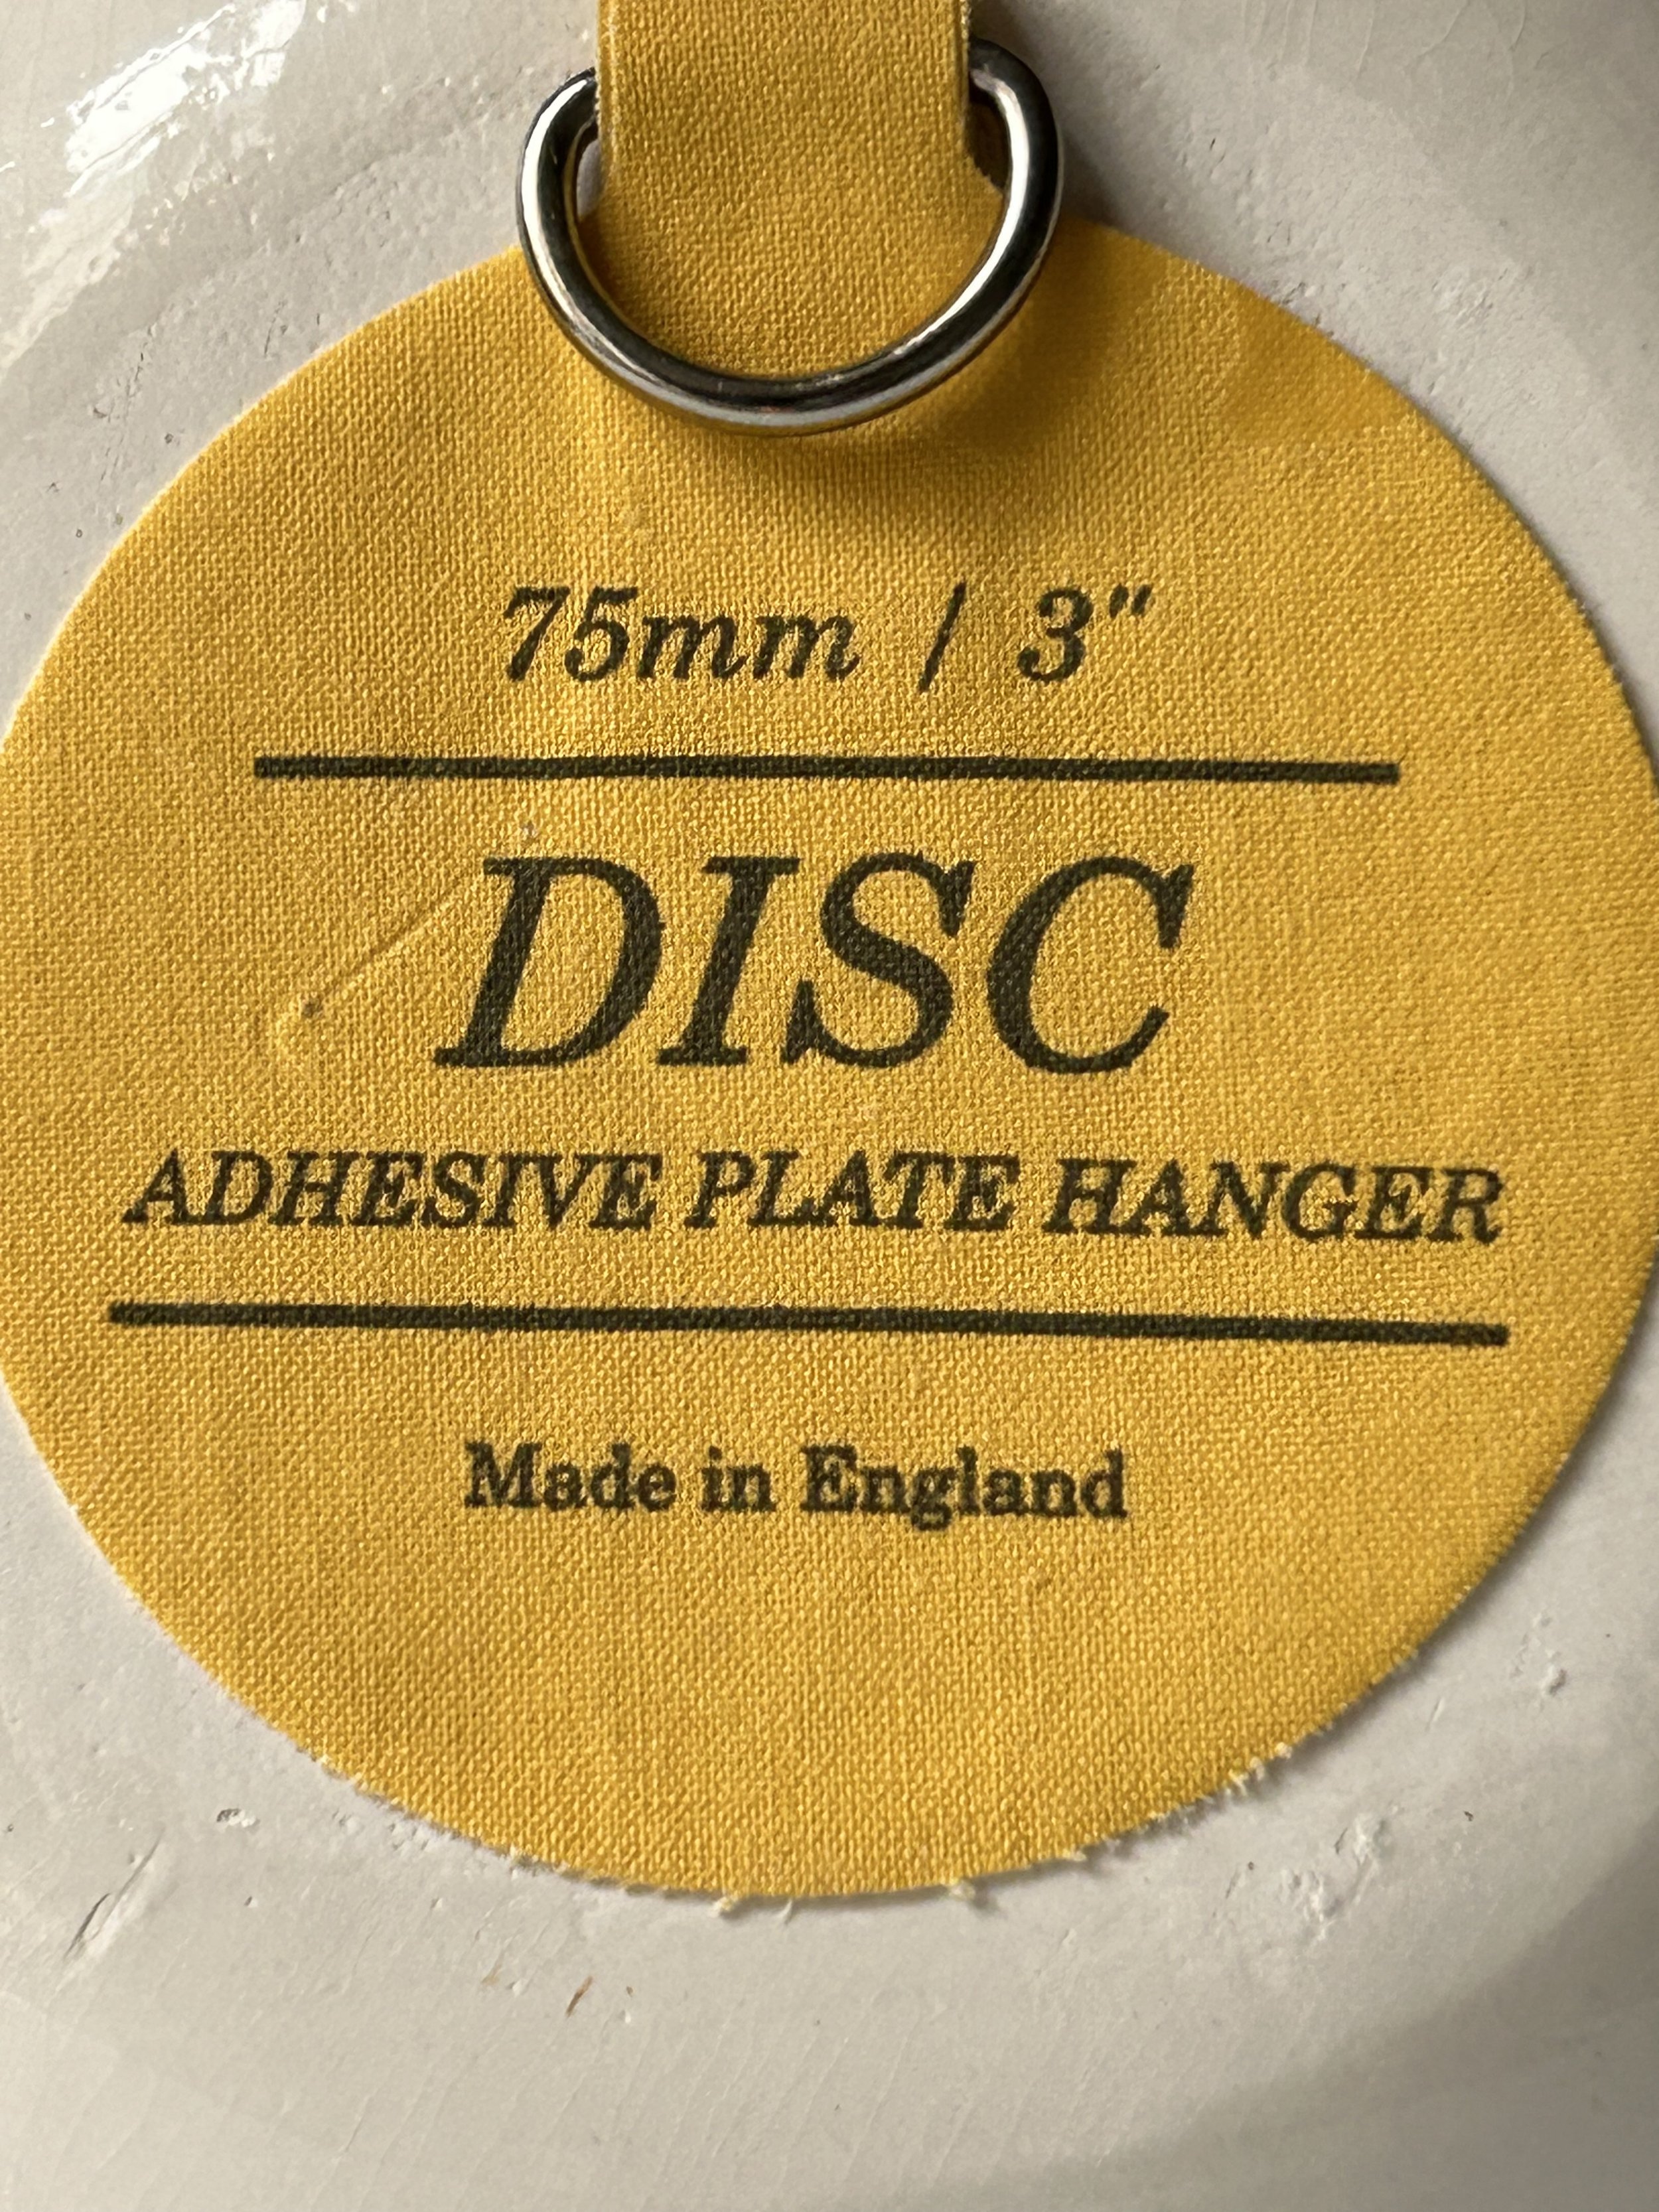 75mm / 3"
DISC
ADHESIVE PLATE HANGER
Made in England